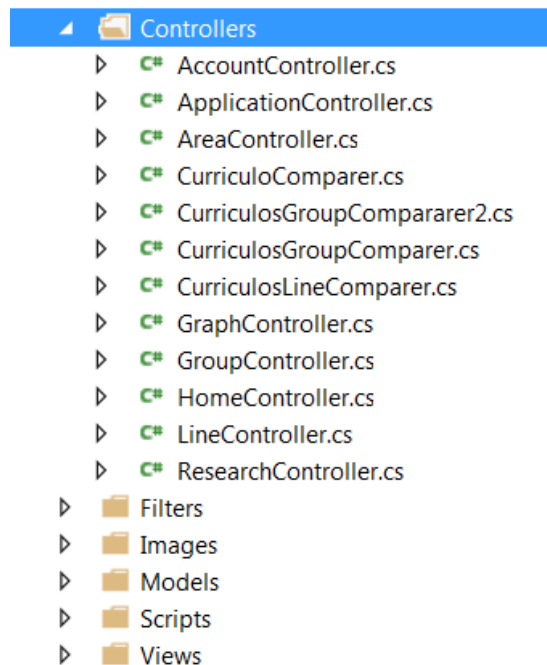 Controllers
C# AccountController.cs
C# ApplicationController.cs
C# AreaController.cs
C# CurriculoComparer.cs
C# CurriculosGroupCompararer2.cs
C# CurriculosGroupComparer.cs
C# CurriculosLineComparer.cs
C# GraphController.cs
C# GroupController.cs
C# HomeController.cs
C# LineController.cs
C# ResearchController.cs
Filters
Images
Models
Scripts
Views